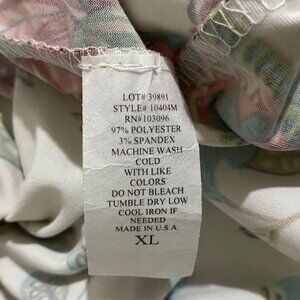 LOT# 39891
STYLE# 10404M
RN#103096
97% POLYESTER
3% SPANDEX
MACHINE WASH
COLD
WITH LIKE
COLORS
DO NOT BLEACH
TUMBLE DRY LOW
COOL IRON IF
NEEDED
MADE IN U.S.A.
XL